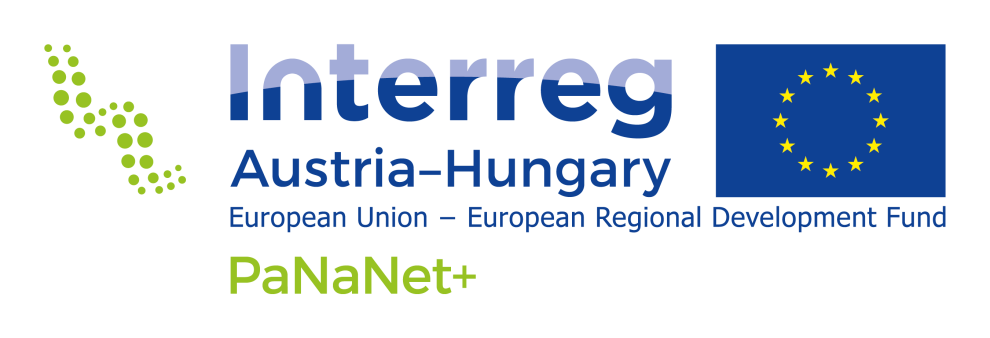 Interreg
Austria–Hungary
European Union – European Regional Development Fund
PaNaNet+